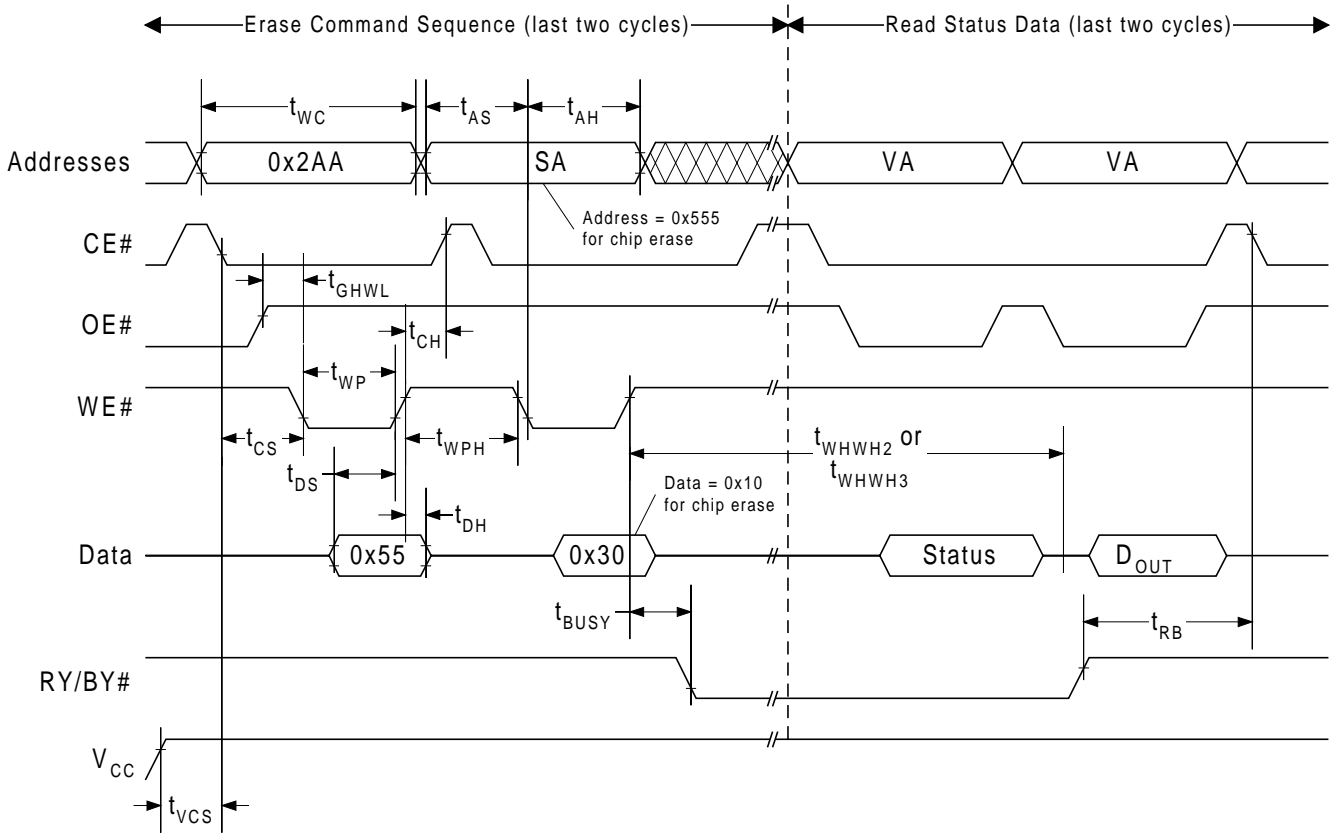 Erase Command Sequence (last two cycles)
Read Status Data (last two cycles)
tWC
tAS
tAH
Addresses
0x2AA
SA
VA
VA
Address = 0x555
for chip erase
CE#
tGHWL
OE#
tCH
tWP
WE#
tCS
tWPH
tWHWH2 or
tWHWH3
tDS
Data = 0x10
for chip erase
tDH
Data
0x55
0x30
Status
DOUT
tBUSY
tRB
RY/BY#
VCC
tVCS